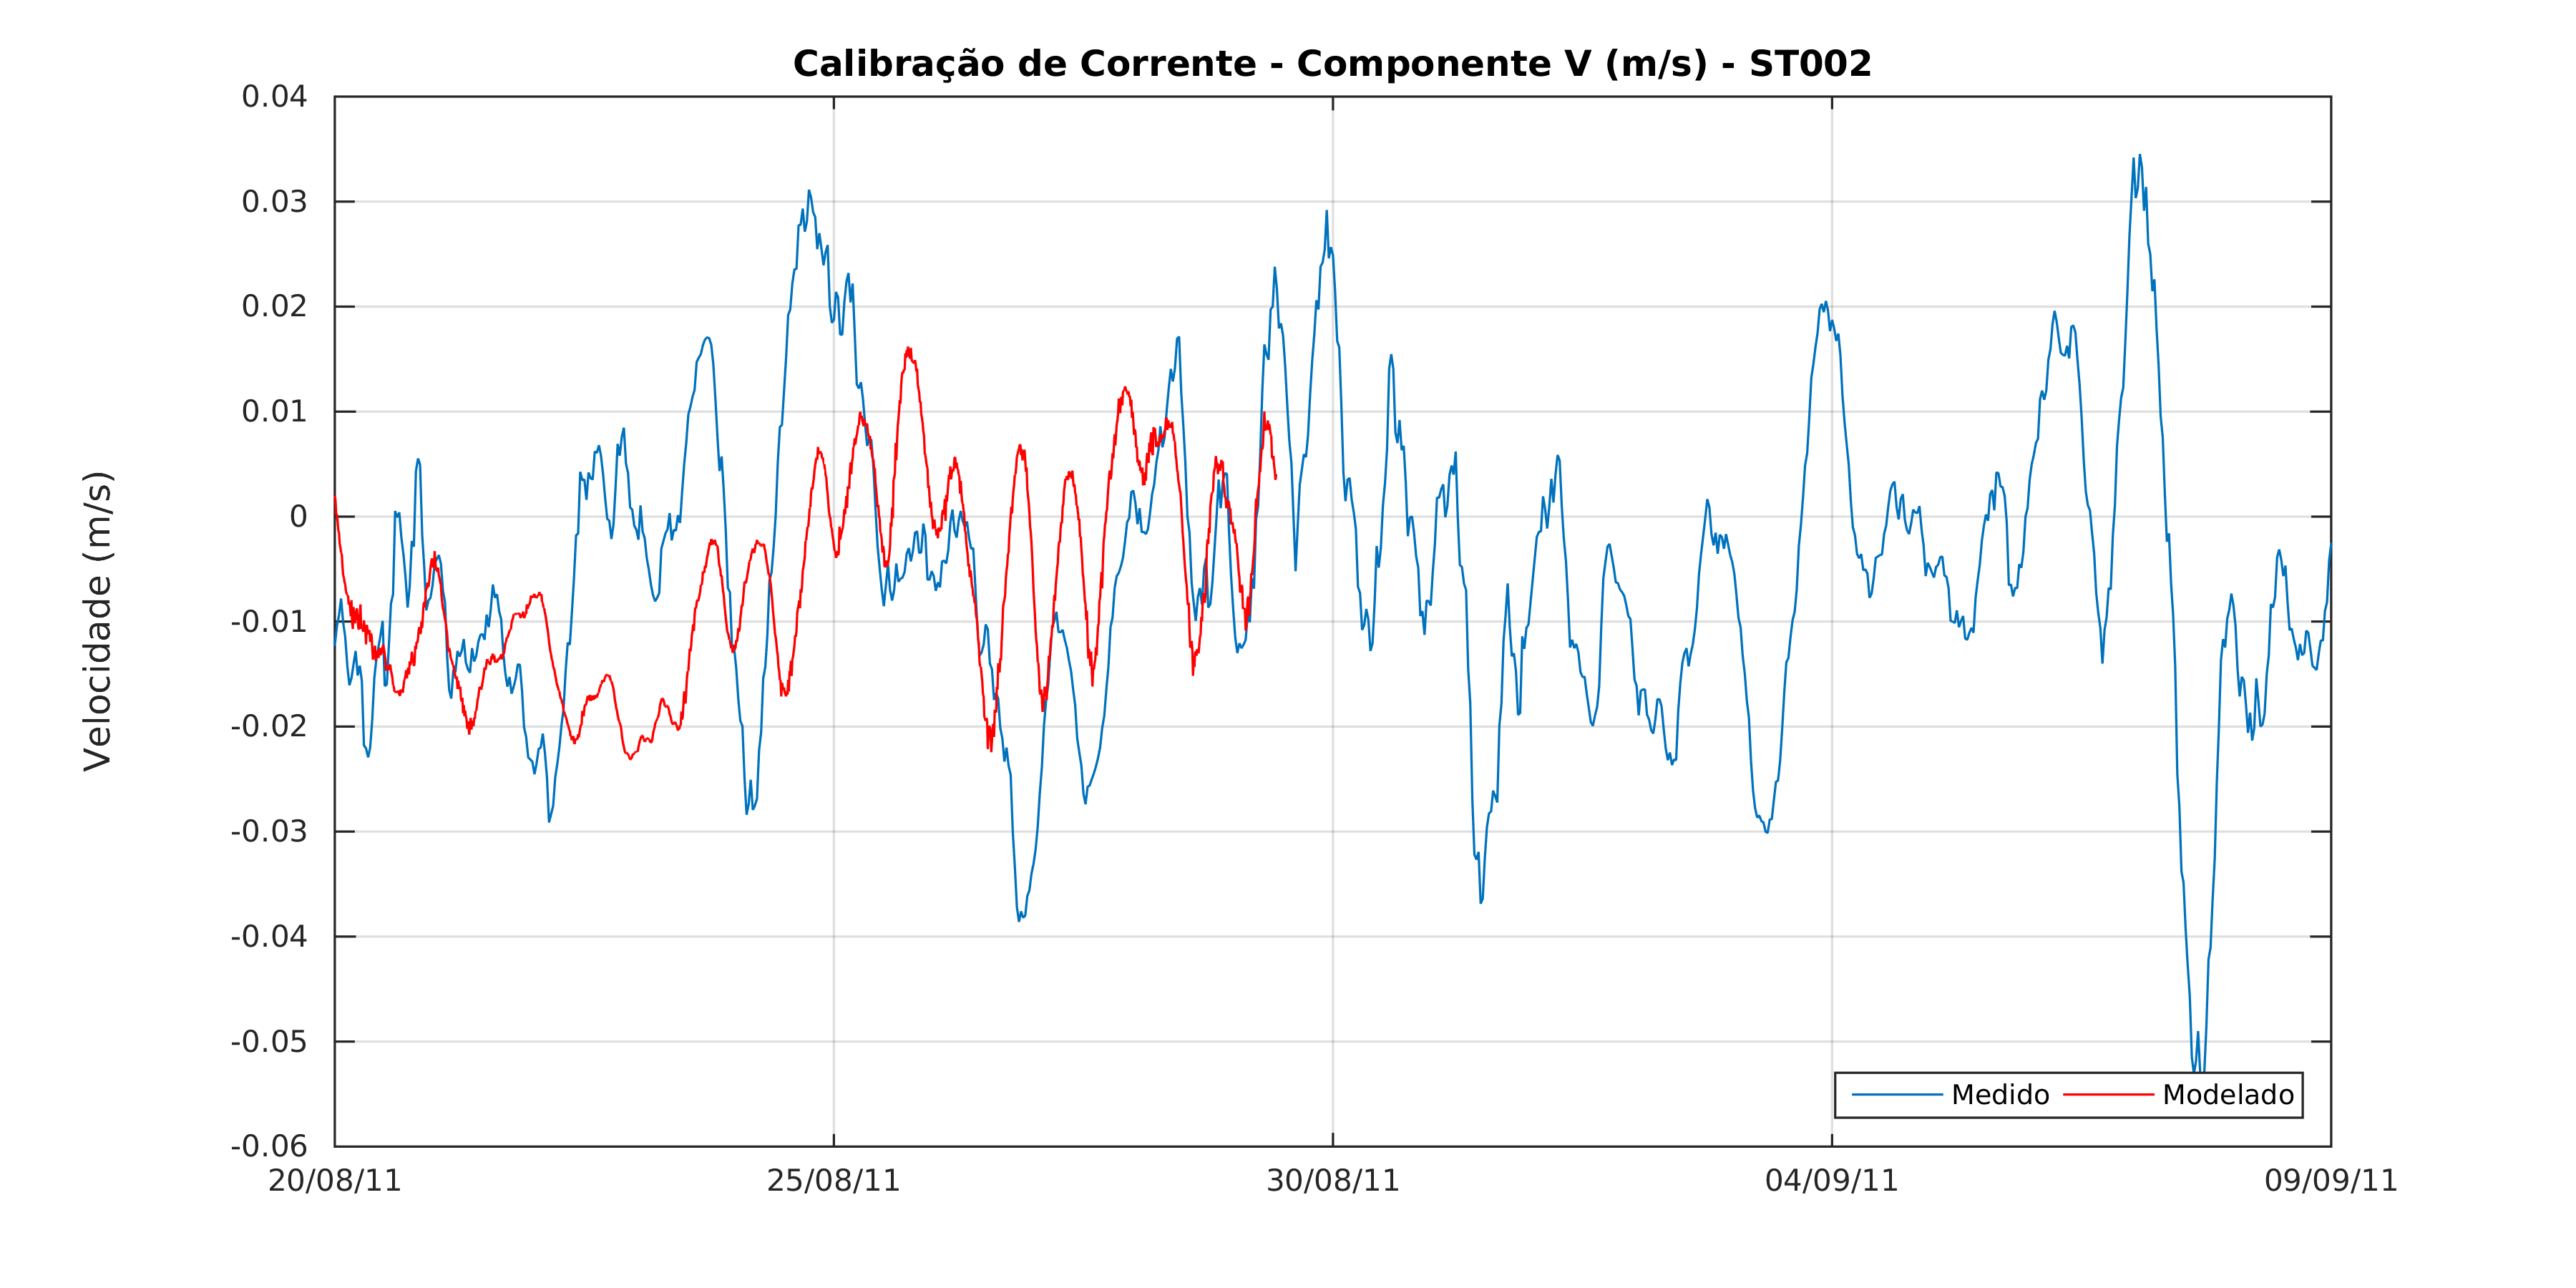 Calibração de Corrente - Componente V (m/s) - ST002
Velocidade (m/s)
0.04
0.03
0.02
0.01
0
-0.01
-0.02
-0.03
-0.04
-0.05
-0.06
20/08/11 25/08/11 30/08/11 04/09/11 09/09/11
Medido Modelado